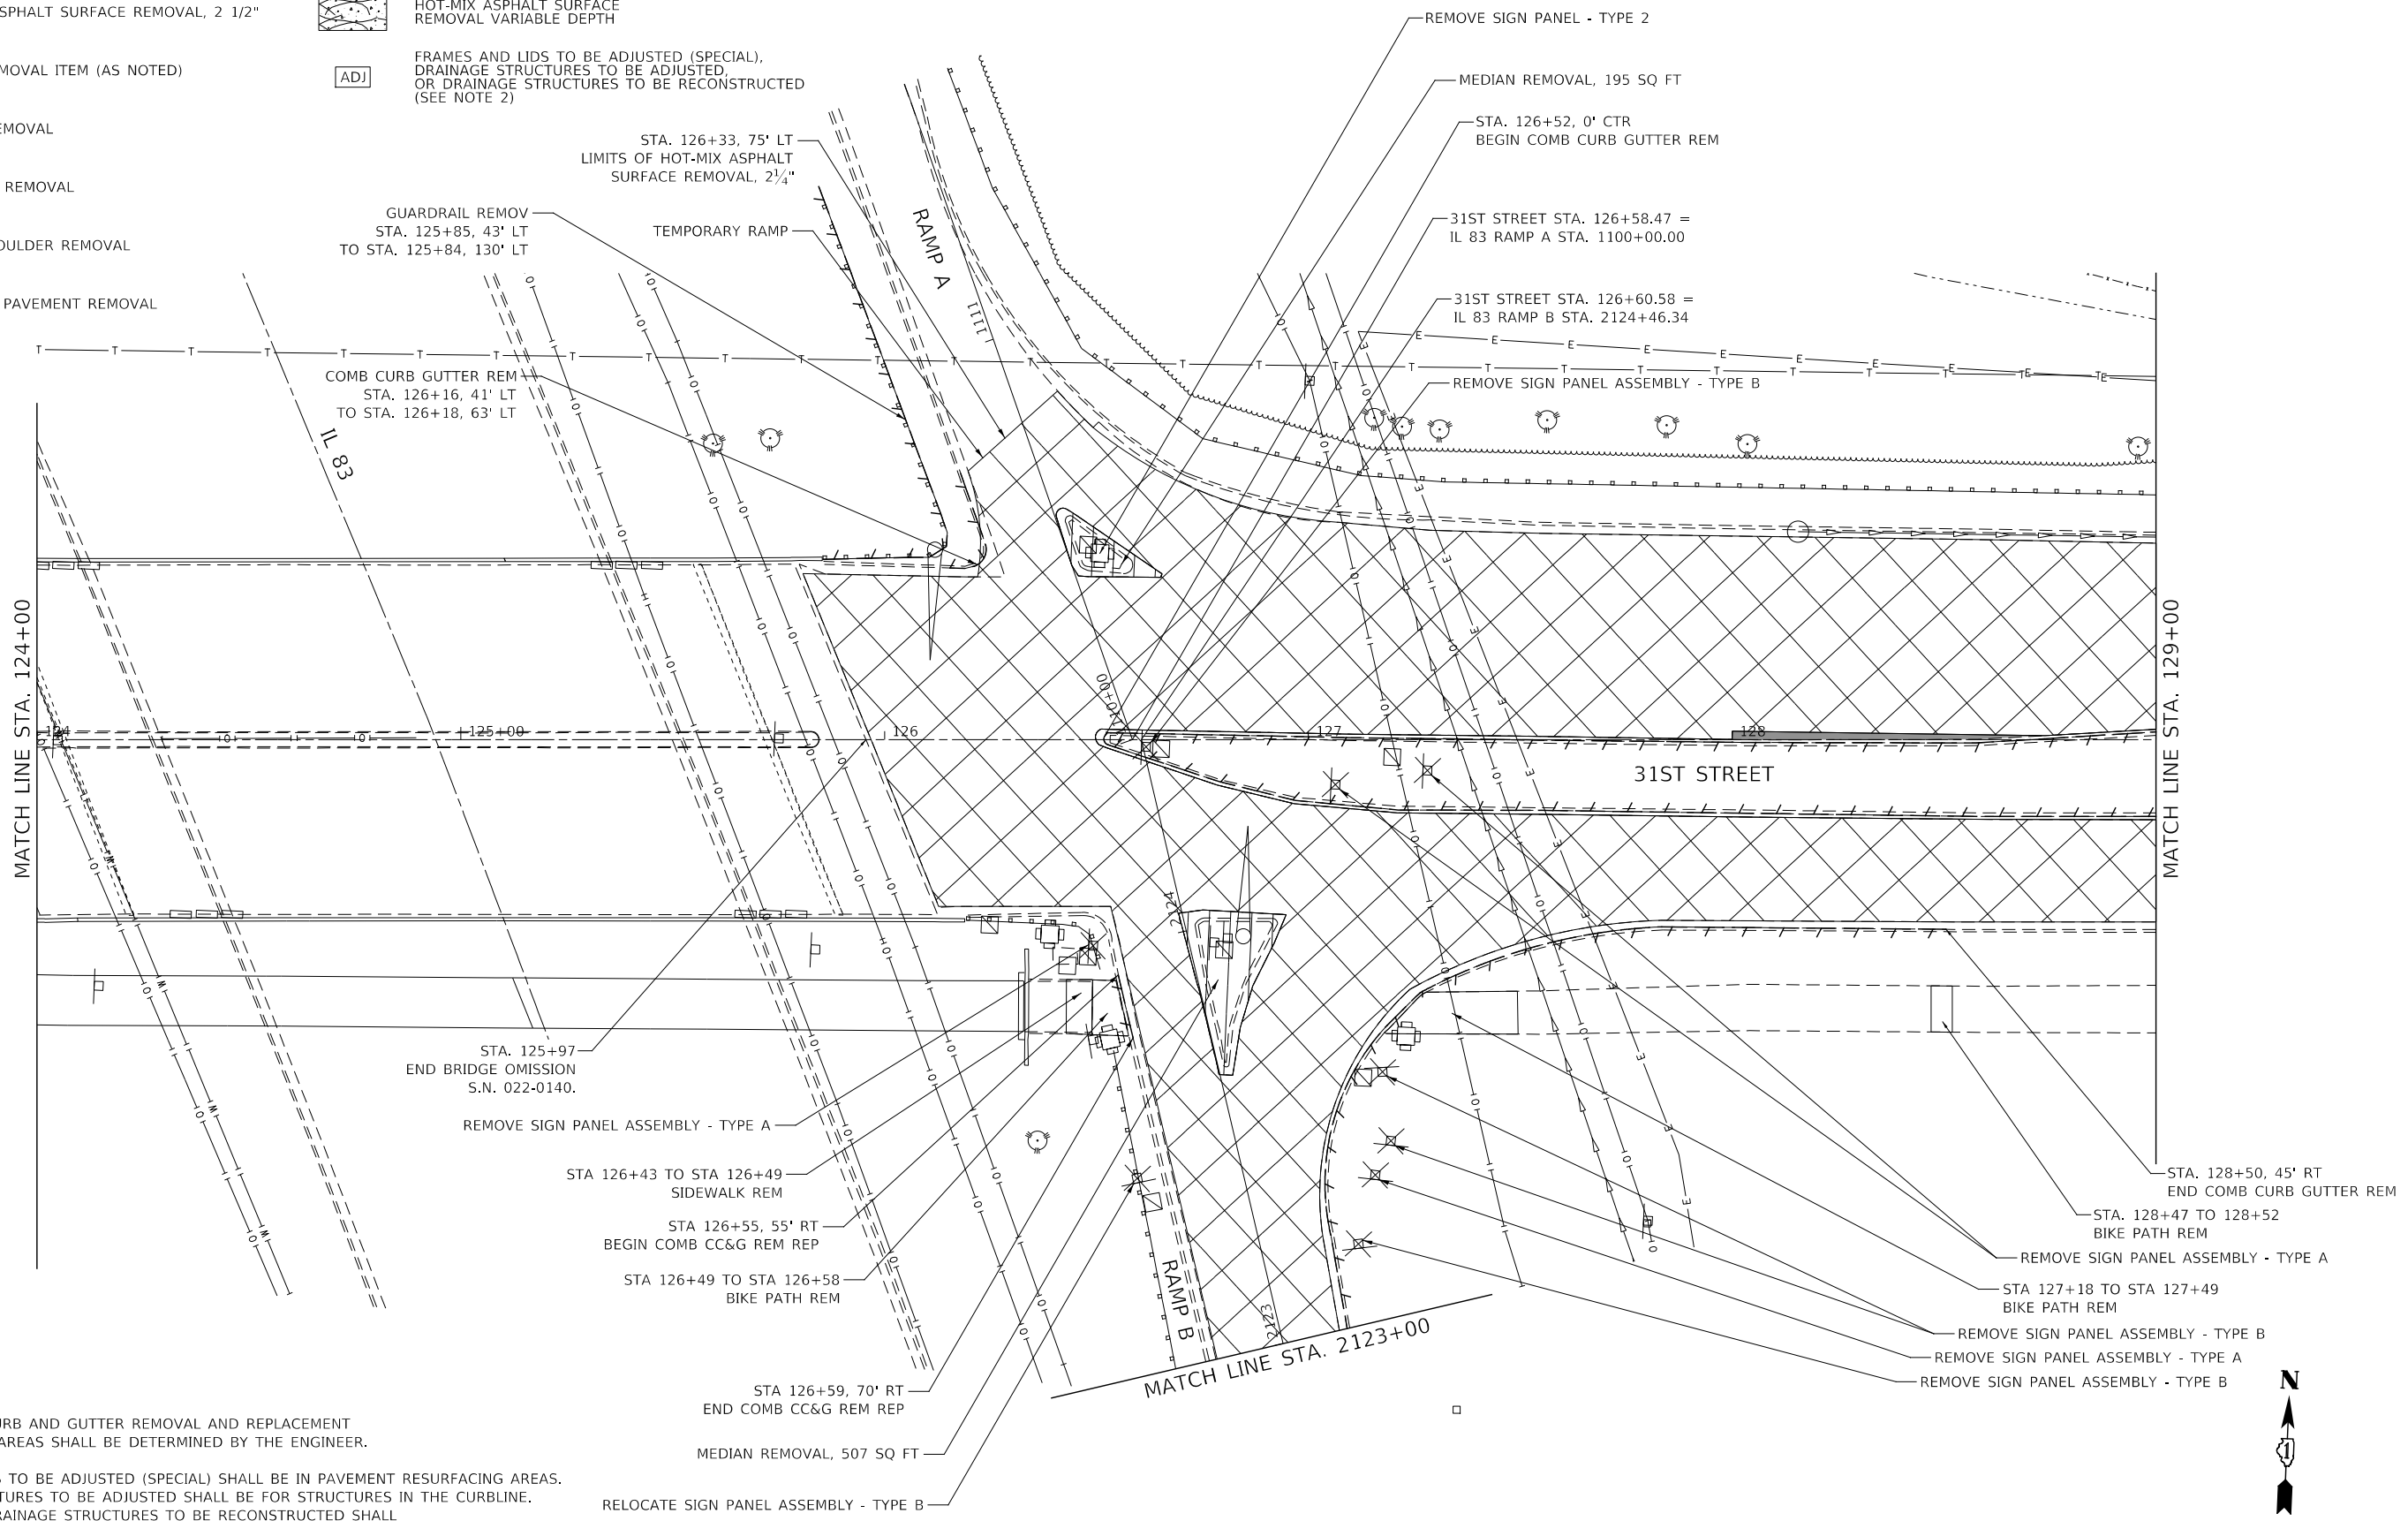 SPHALT SURFACE REMOVAL, 2 1/2"
MOVAL ITEM (AS NOTED)
EMOVAL
REMOVAL
OULDER REMOVAL
PAVEMENT REMOVAL
HOT-MIX ASPHALT SURFACE
REMOVAL VARIABLE DEPTH
ADJ
FRAMES AND LIDS TO BE ADJUSTED (SPECIAL),
DRAINAGE STRUCTURES TO BE ADJUSTED,
OR DRAINAGE STRUCTURES TO BE RECONSTRUCTED
(SEE NOTE 2)
STA. 126+33, 75' LT
LIMITS OF HOT-MIX ASPHALT
SURFACE REMOVAL, 2¼"
GUARDRAIL REMOV
STA. 125+85, 43' LT
TO STA. 125+84, 130' LT
TEMPORARY RAMP
COMB CURB GUTTER REM
STA. 126+16, 41' LT
TO STA. 126+18, 63' LT
REMOVE SIGN PANEL - TYPE 2
MEDIAN REMOVAL, 195 SQ FT
STA. 126+52, 0' CTR
BEGIN COMB CURB GUTTER REM
31ST STREET STA. 126+58.47 =
IL 83 RAMP A STA. 1100+00.00
31ST STREET STA. 126+60.58 =
IL 83 RAMP B STA. 2124+46.34
REMOVE SIGN PANEL ASSEMBLY - TYPE B
RAMP A
1111
IL 83
MATCH LINE STA. 124+00
124
125+00
126
127
128
31ST STREET
MATCH LINE STA. 129+00
2124
STA. 125+97
END BRIDGE OMISSION
S.N. 022-0140.
REMOVE SIGN PANEL ASSEMBLY - TYPE A
STA 126+43 TO STA 126+49
SIDEWALK REM
STA 126+55, 55' RT
BEGIN COMB CC&G REM REP
STA 126+49 TO STA 126+58
BIKE PATH REM
STA 126+59, 70' RT
END COMB CC&G REM REP
MEDIAN REMOVAL, 507 SQ FT
RELOCATE SIGN PANEL ASSEMBLY - TYPE B
RAMP B
2123
MATCH LINE STA. 2123+00
STA. 128+50, 45' RT
END COMB CURB GUTTER REM
STA. 128+47 TO 128+52
BIKE PATH REM
REMOVE SIGN PANEL ASSEMBLY - TYPE A
STA 127+18 TO STA 127+49
BIKE PATH REM
REMOVE SIGN PANEL ASSEMBLY - TYPE B
REMOVE SIGN PANEL ASSEMBLY - TYPE A
REMOVE SIGN PANEL ASSEMBLY - TYPE B
N
1
URB AND GUTTER REMOVAL AND REPLACEMENT
AREAS SHALL BE DETERMINED BY THE ENGINEER.
TO BE ADJUSTED (SPECIAL) SHALL BE IN PAVEMENT RESURFACING AREAS.
TURES TO BE ADJUSTED SHALL BE FOR STRUCTURES IN THE CURBLINE.
RAINAGE STRUCTURES TO BE RECONSTRUCTED SHALL